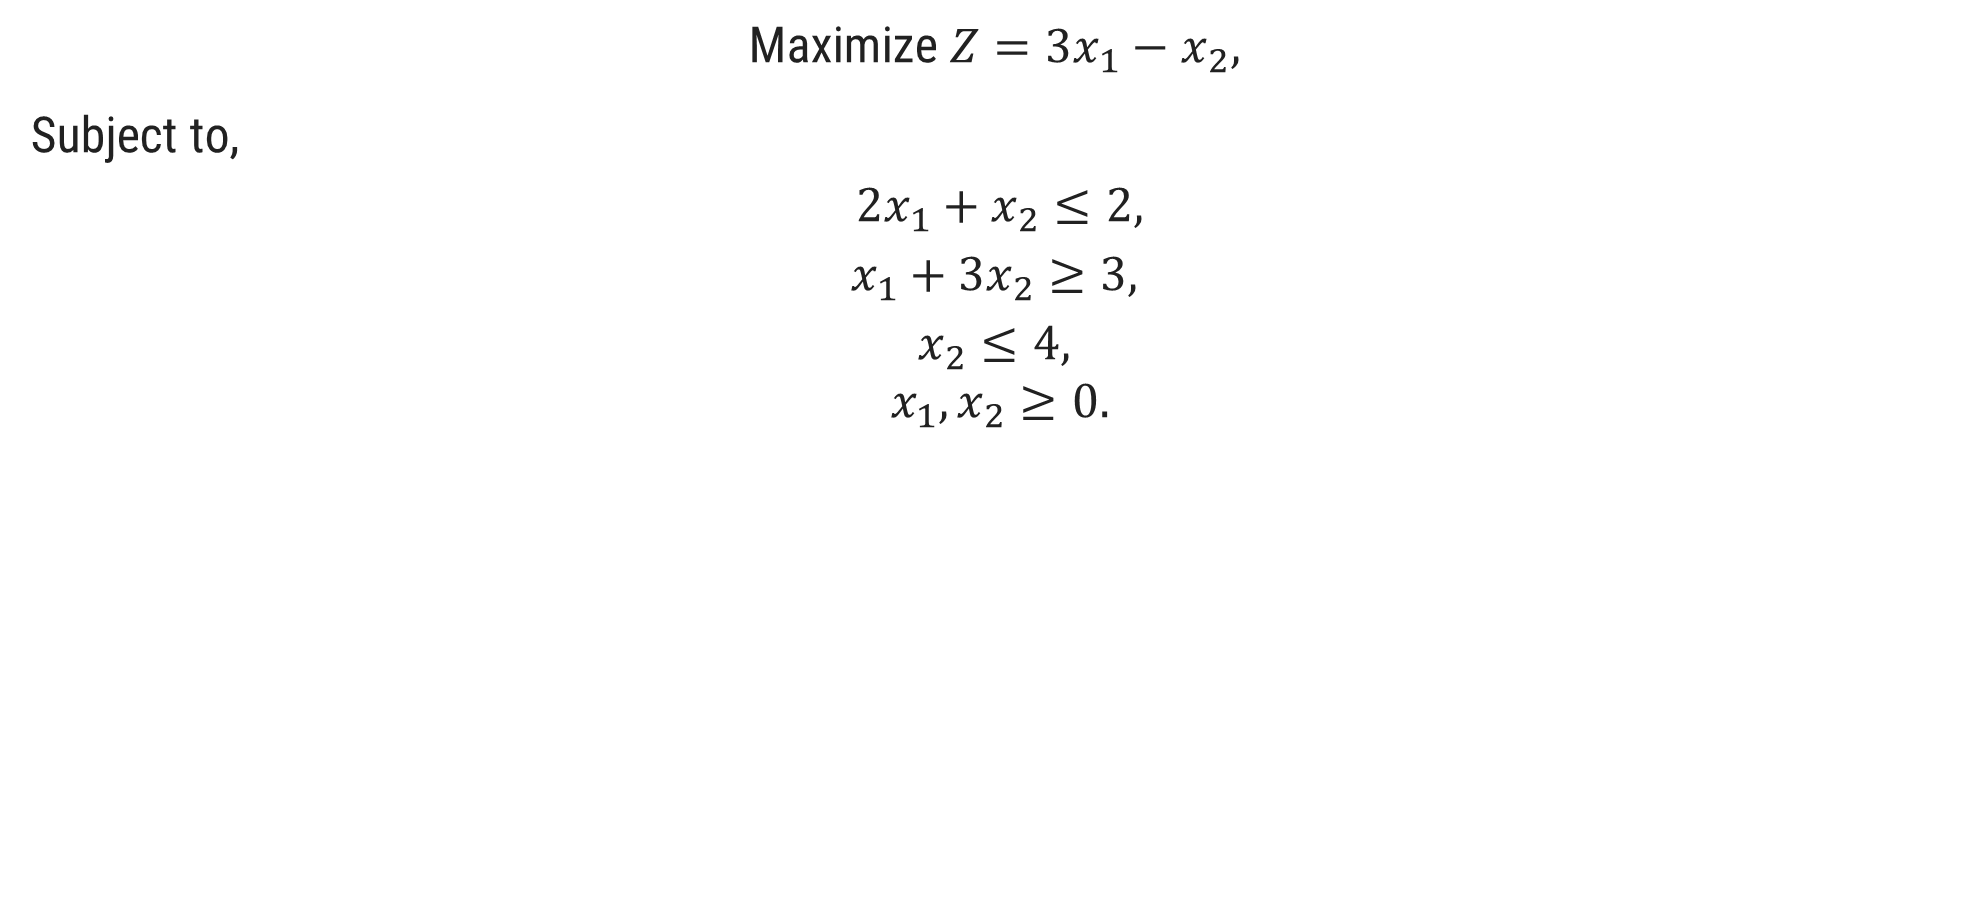 Maximize Z = 3x₁ − x₂,
Subject to,
2x₁ + x₂ ≤ 2,
x₁ + 3x₂ ≥ 3,
x₂ ≤ 4,
x₁, x₂ ≥ 0.